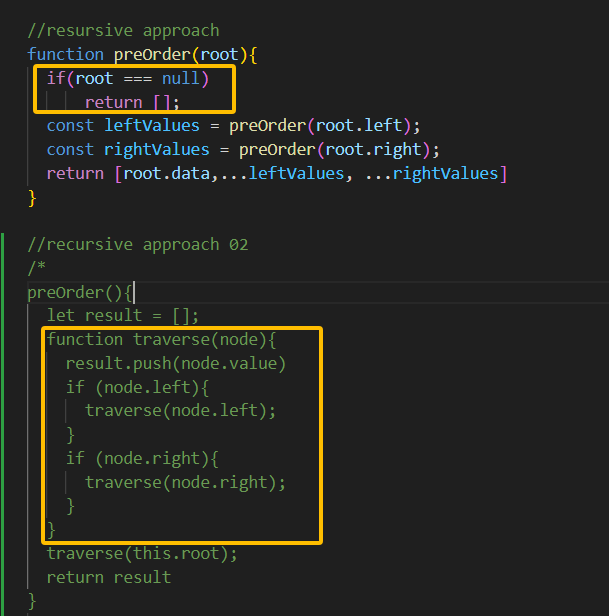 //resursive approach
function preOrder(root){
if(root === null)
return [];
const leftValues = preOrder(root.left);
const rightValues = preOrder(root.right);
return [root.data,...leftValues, ...rightValues]
}
//recursive approach 02
/*
preOrder(){
let result = [];
function traverse(node){
result.push(node.value)
if (node.left){
traverse(node.left);
}
if (node.right){
traverse(node.right);
}
}
traverse(this.root);
return result
}